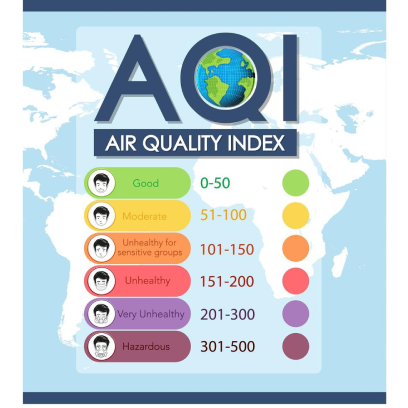 AQI
AIR QUALITY INDEX
Good 0-50
Moderate 51-100
Unhealthy for
sensitive groups 101-150
Unhealthy 151-200
Very Unhealthy 201-300
Hazardous 301-500